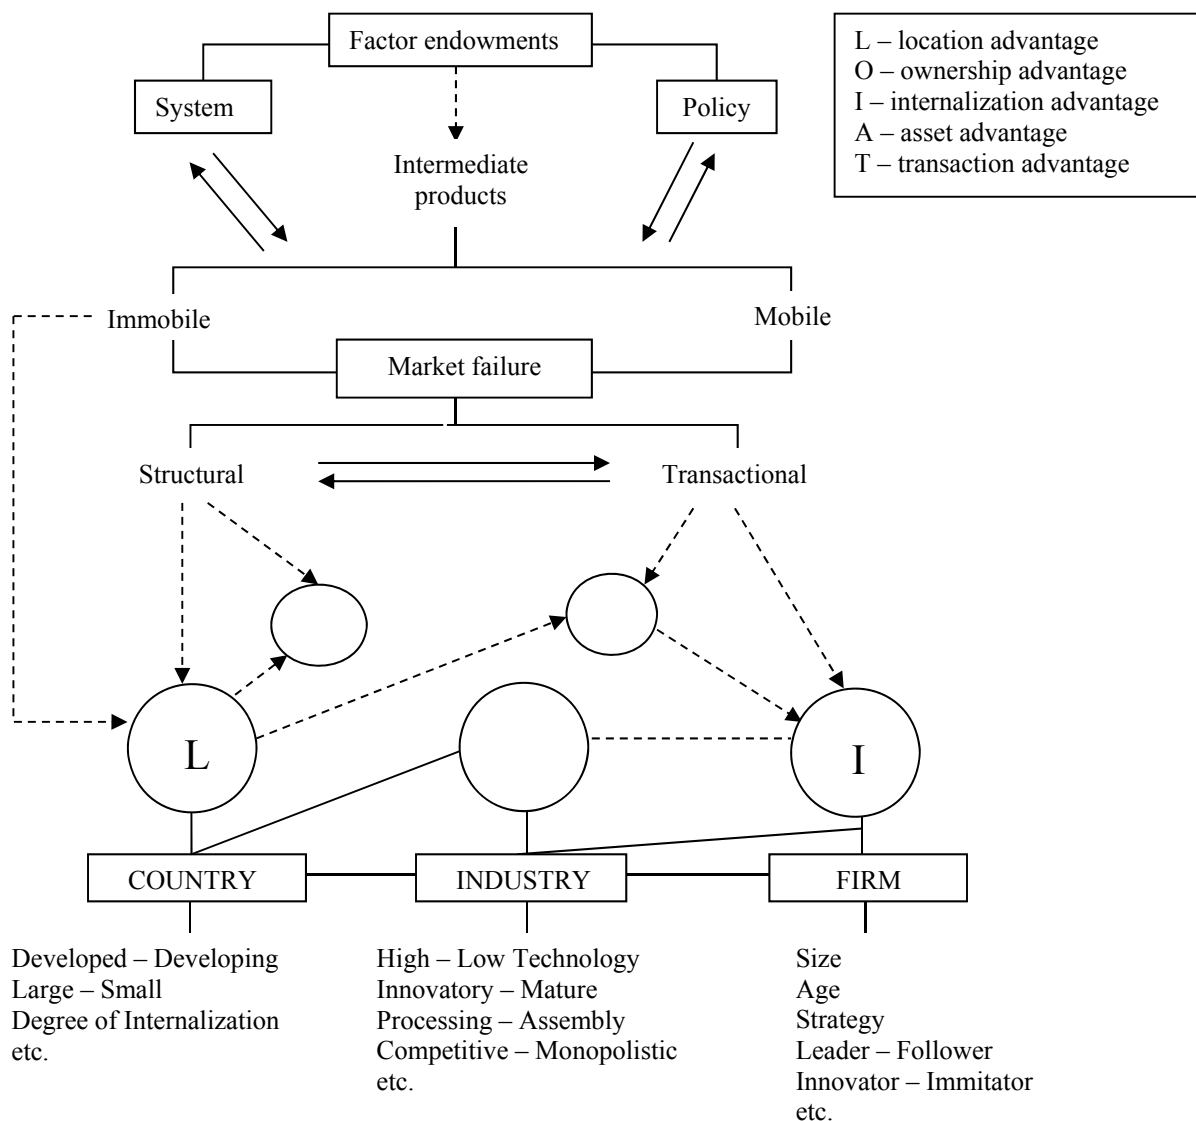 Factor endowments
L – location advantage
O – ownership advantage
I – internalization advantage
A – asset advantage
T – transaction advantage
System
Policy
Intermediate
products
Immobile
Mobile
Market failure
Structural
Transactional
L
I
COUNTRY
INDUSTRY
FIRM
Developed – Developing
Large – Small
Degree of Internalization
etc.
High – Low Technology
Innovatory – Mature
Processing – Assembly
Competitive – Monopolistic
etc.
Size
Age
Strategy
Leader – Follower
Innovator – Immitator
etc.